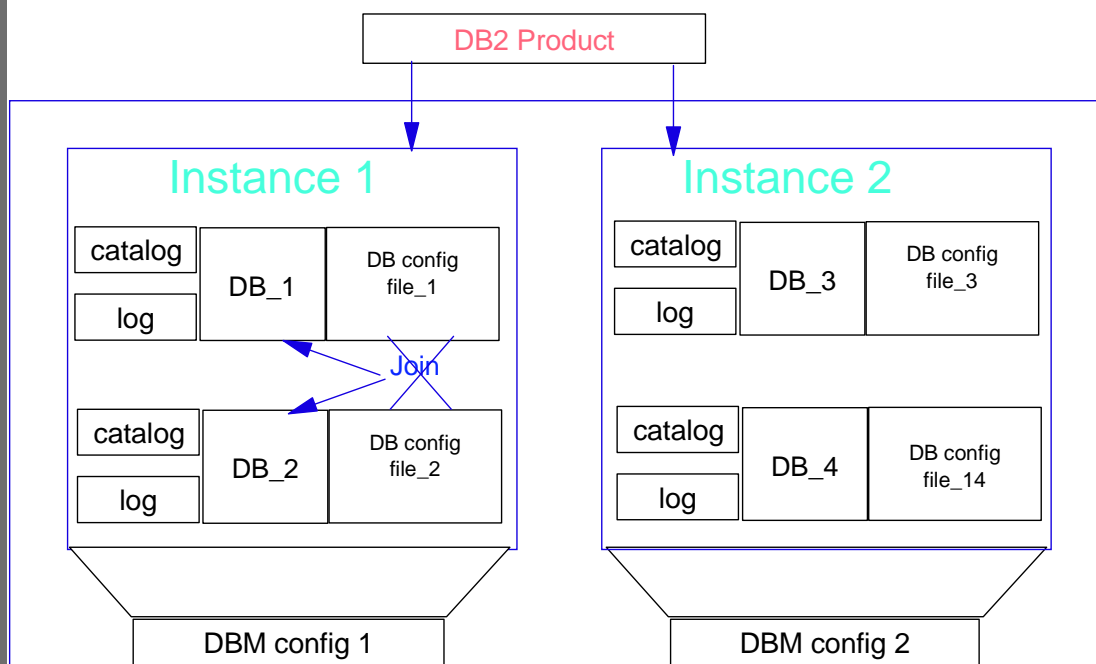 DB2 Product
Instance 1
catalog
log
DB_1
DB config
file_1
Join
catalog
log
DB_2
DB config
file_2
DBM config 1
Instance 2
catalog
log
DB_3
DB config
file_3
catalog
log
DB_4
DB config
file_14
DBM config 2